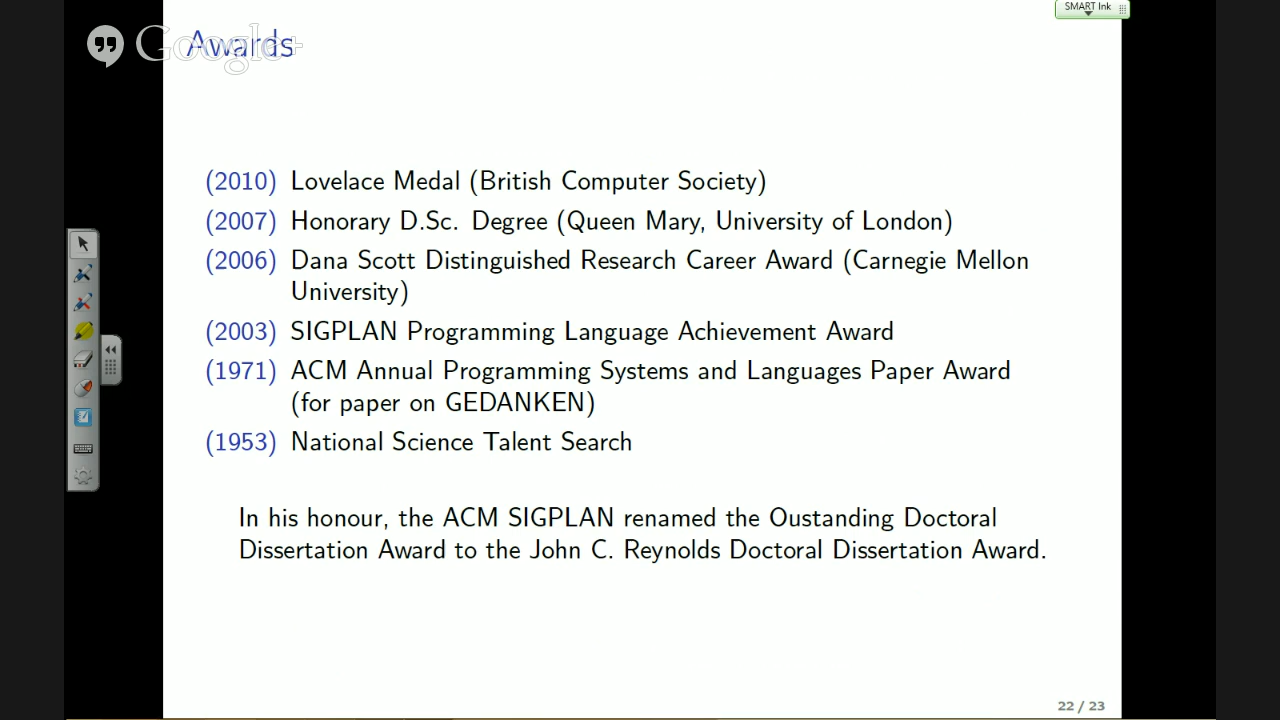 SMART Ink
Google+
Awards
(2010) Lovelace Medal (British Computer Society)
(2007) Honorary D.Sc. Degree (Queen Mary, University of London)
(2006) Dana Scott Distinguished Research Career Award (Carnegie Mellon
University)
(2003) SIGPLAN Programming Language Achievement Award
(1971) ACM Annual Programming Systems and Languages Paper Award
(for paper on GEDANKEN)
(1953) National Science Talent Search
In his honour, the ACM SIGPLAN renamed the Oustanding Doctoral
Dissertation Award to the John C. Reynolds Doctoral Dissertation Award.
22 / 23